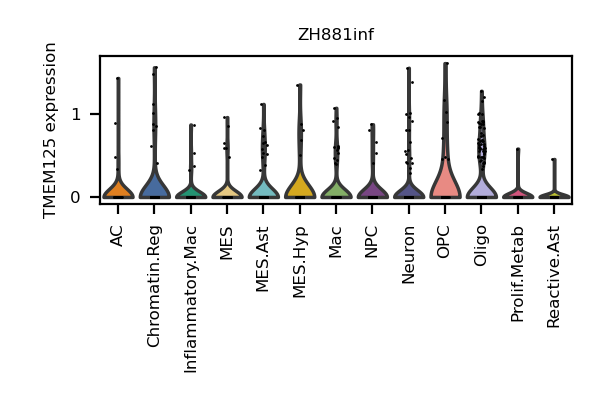 ZH881inf
TMEM125 expression
1
0
AC
Chromatin.Reg
Inflammatory.Mac
MES
MES.Ast
MES.Hyp
Mac
NPC
Neuron
OPC
Oligo
Prolif.Metab
Reactive.Ast